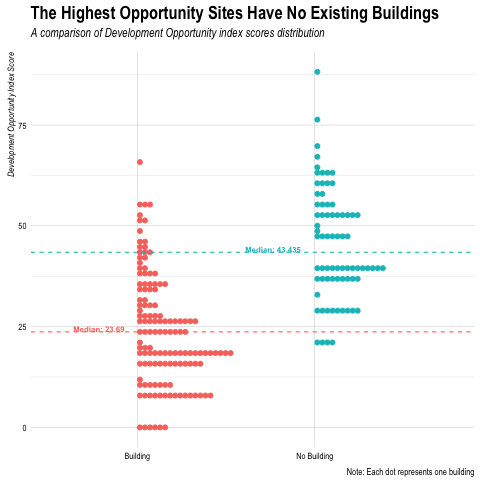 The Highest Opportunity Sites Have No Existing Buildings
A comparison of Development Opportunity index scores distribution
Development Opportunity Index Score
75
50
25
0
Median: 43.435
Median: 23.69
Building
No Building
Note: Each dot represents one building